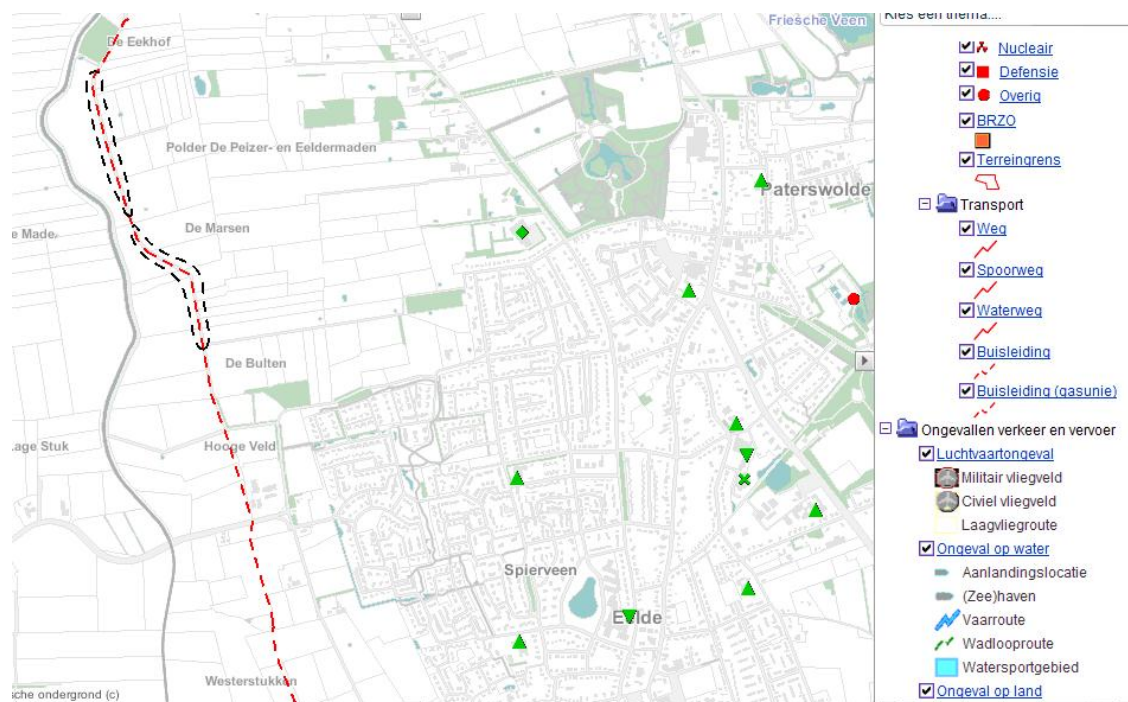 Friesche Veen
De Eekhof
Polder De Peizer- en Eeldermaden
Paterswolde
De Marsen
e Made
De Bulten
age Stuk
Hooge Veld
Spierveen
Eelde
Westerstukken
sche ondergrond (c)
Kies een thema....
Nucleair
Defensie
Overig
BRZO
Terreingrens
Transport
Weg
Spoorweg
Waterweg
Buisleiding
Buisleiding (gasunie)
Ongevallen verkeer en vervoer
Luchtvaartongeval
Militair vliegveld
Civiel vliegveld
Laagvliegroute
Ongeval op water
Aanlandingslocatie
(Zee)haven
Vaarroute
Wadlooproute
Watersportgebied
Ongeval op land